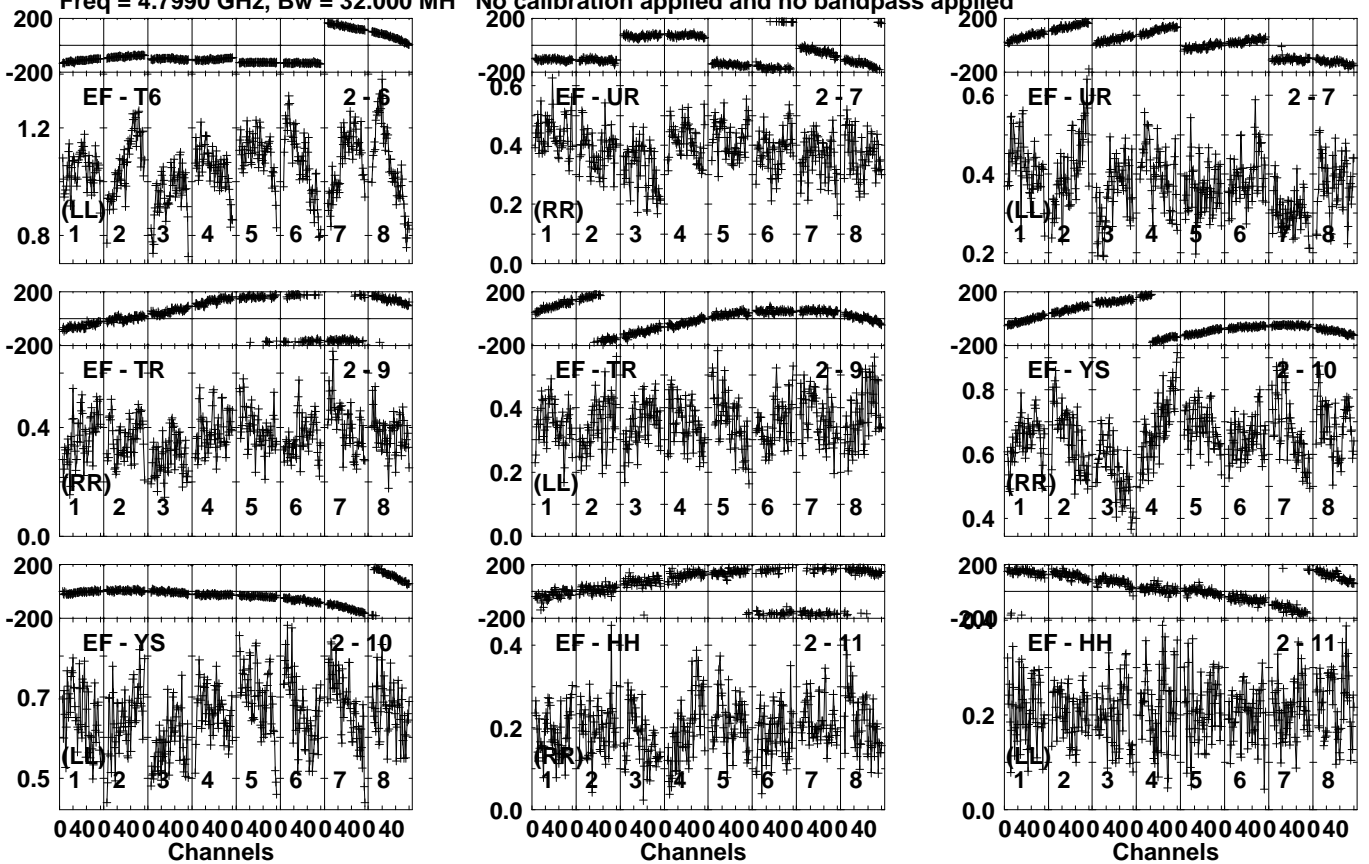 Freq = 4.7990 GHz, Bw = 32.000 MH No calibration applied and no bandpass applied
200
-200
EF - T6 2 - 6
1.2
0.8
(LL)
1 2 3 4 5 6 7 8
200
-200
0.6
EF - UR 2 - 7
0.4
0.2
0.0
(RR)
1 2 3 4 5 6 7 8
200
-200
0.6
EF - UR 2 - 7
0.4
0.2
(LL)
1 2 3 4 5 6 7 8
200
-200
EF - TR 2 - 9
0.4
0.0
(RR)
1 2 3 4 5 6 7 8
200
-200
EF - TR 2 - 9
0.4
0.2
0.0
(LL)
1 2 3 4 5 6 7 8
200
-200
EF - YS 2 - 10
0.8
0.6
0.4
(RR)
1 2 3 4 5 6 7 8
200
-200
EF - YS 2 - 10
0.7
0.5
(LL)
1 2 3 4 5 6 7 8
0 40 0 40 0 40 0 40 0 40 0 40 0 40 0 40
Channels
200
-200
0.4
EF - HH 2 - 11
0.2
0.0
(RR)
1 2 3 4 5 6 7 8
0 40 0 40 0 40 0 40 0 40 0 40 0 40 0 40
Channels
200
-200
0.4
EF - HH 2 - 11
0.2
0.0
(LL)
1 2 3 4 5 6 7 8
0 40 0 40 0 40 0 40 0 40 0 40 0 40 0 40
Channels